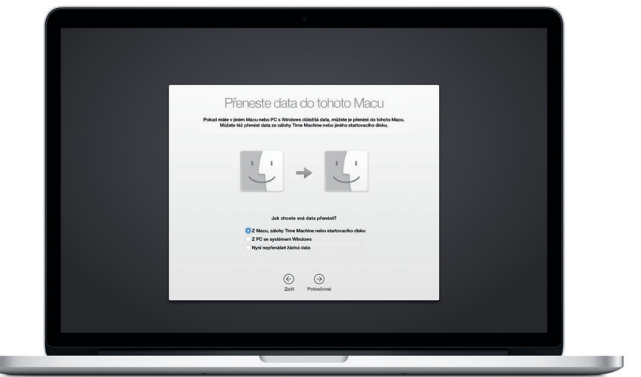 Přeneste data do tohoto Macu
Pokud máte v jiném Macu nebo PC s Windows důležitá data, můžete je přenést do tohoto Macu.
Můžete též přenést data ze zálohy Time Machine nebo jiného startovacího disku.
Jak chcete svá data přenést?
Z Macu, zálohy Time Machine nebo startovacího disku
Z PC se systémem Windows
Nyní nepřenášet žádná data
Zpět Pokračovat